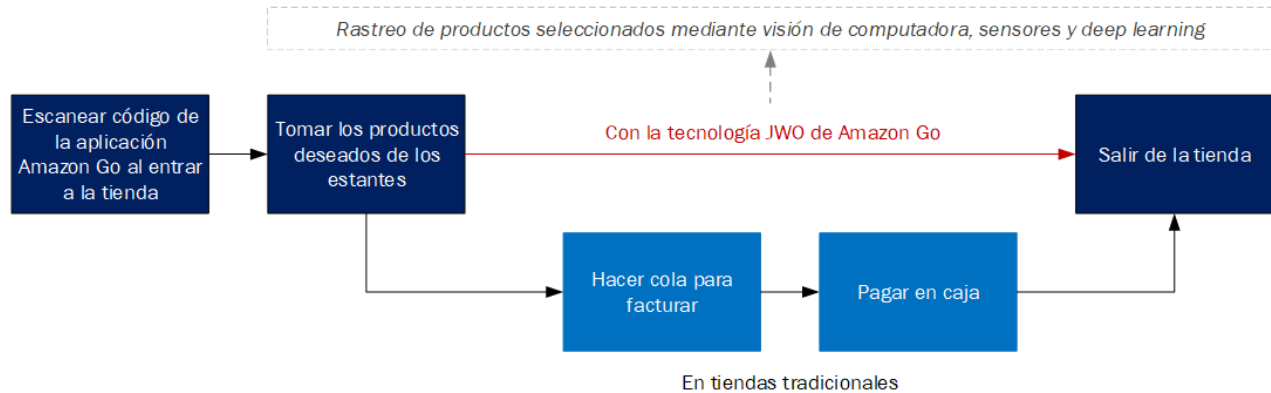 Rastreo de productos seleccionados mediante visión de computadora, sensores y deep learning
Escanear código de
la aplicación
Amazon Go al entrar
a la tienda
Tomar los productos
deseados de los
estantes
Con la tecnología JWO de Amazon Go
Salir de la tienda
Hacer cola para
facturar
Pagar en caja
En tiendas tradicionales